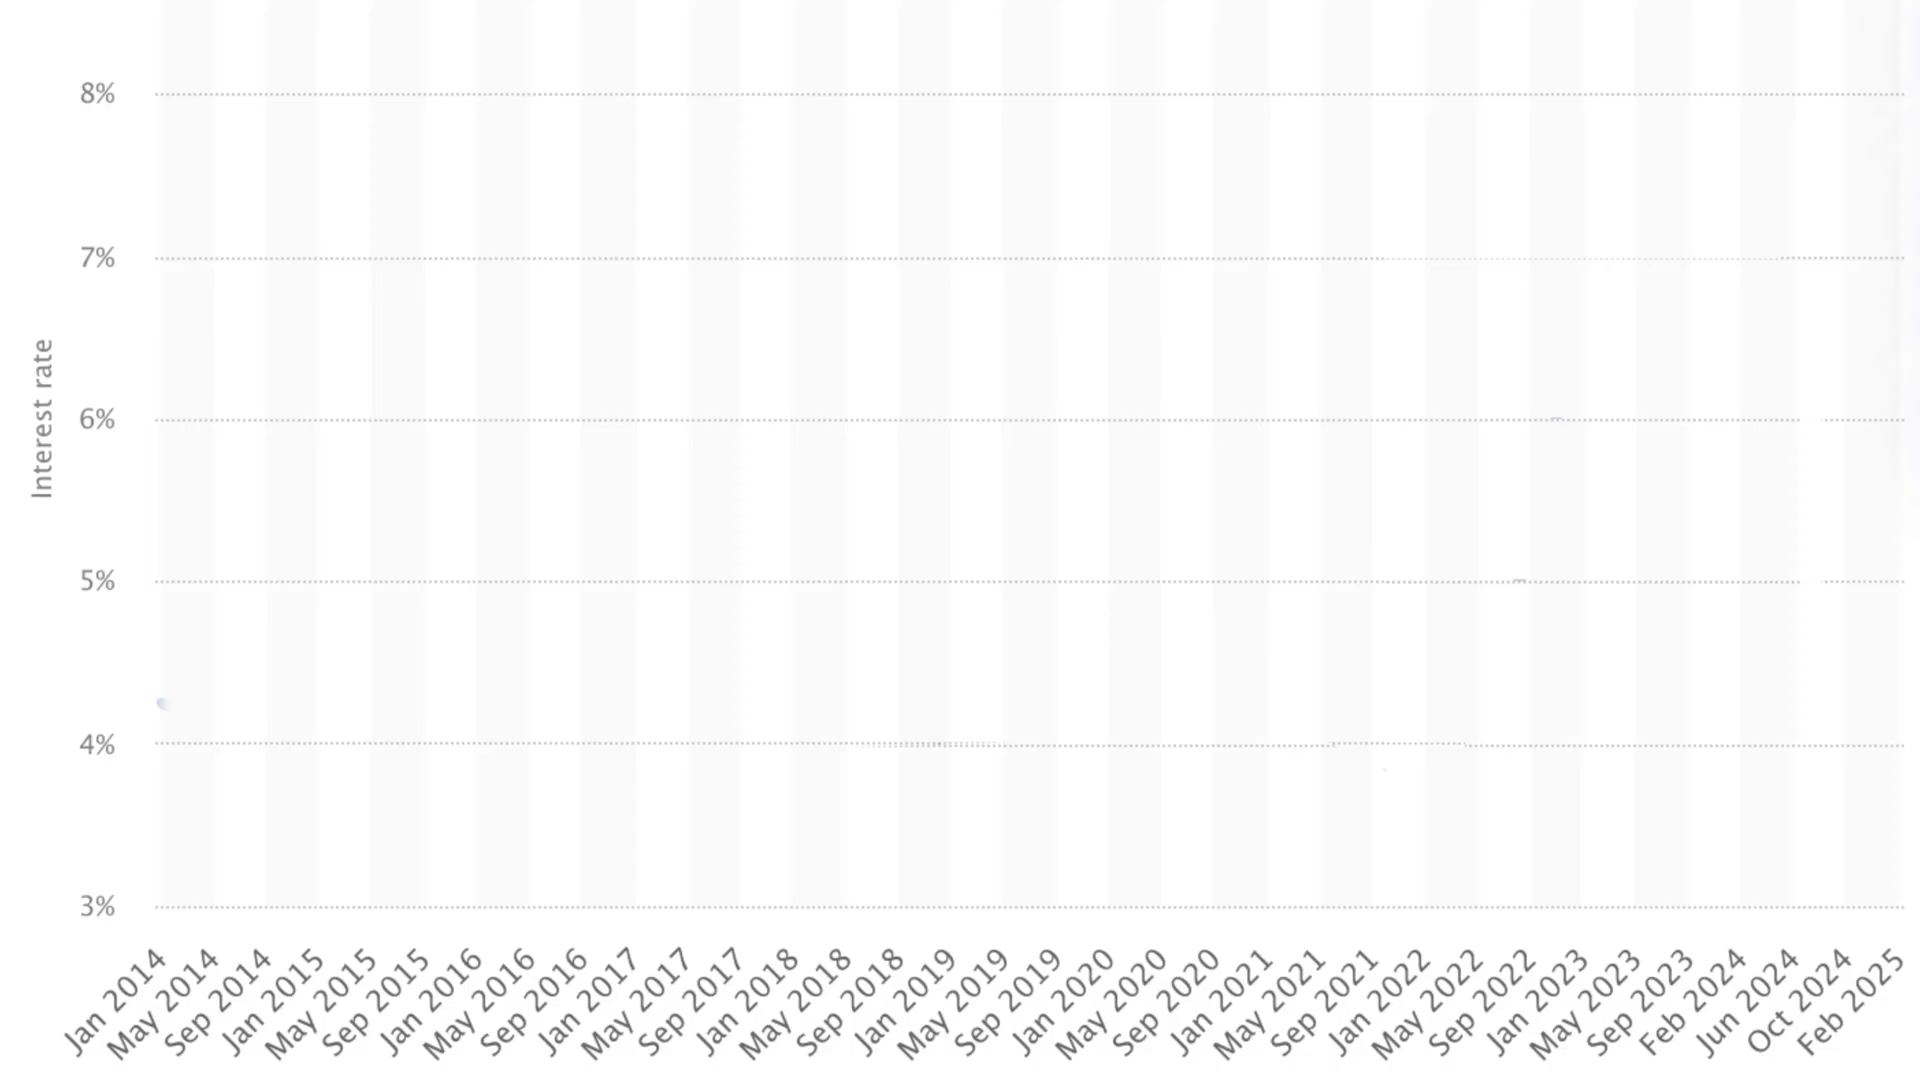 8%
7%
6%
5%
4%
3%
Interest rate
Jan 2014
May 2014
Sep 2014
Jan 2015
May 2015
Sep 2015
Jan 2016
May 2016
Sep 2016
Jan 2017
May 2017
Sep 2017
Jan 2018
May 2018
Sep 2018
Jan 2019
May 2019
Sep 2019
Jan 2020
May 2020
Sep 2020
Jan 2021
May 2021
Sep 2021
Jan 2022
May 2022
Sep 2022
Jan 2023
May 2023
Sep 2023
Feb 2024
Jun 2024
Oct 2024
Feb 2025